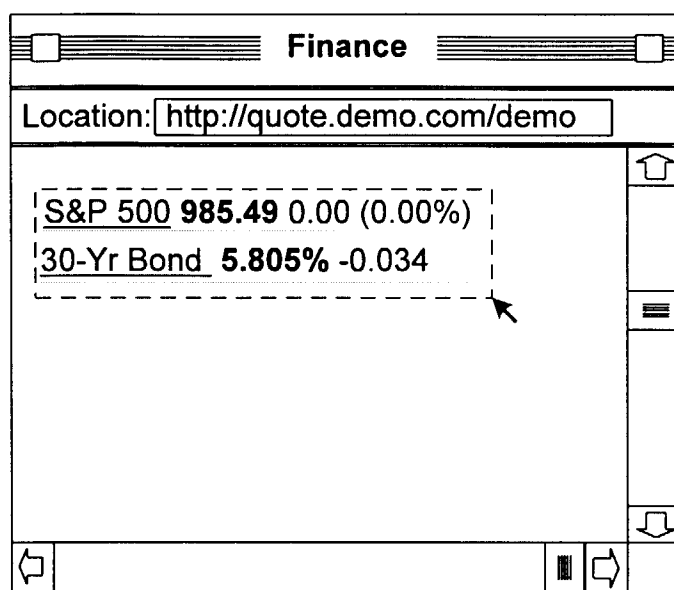 Finance
Location: http://quote.demo.com/demo
S&P 500 985.49 0.00 (0.00%)
30-Yr Bond 5.805% -0.034